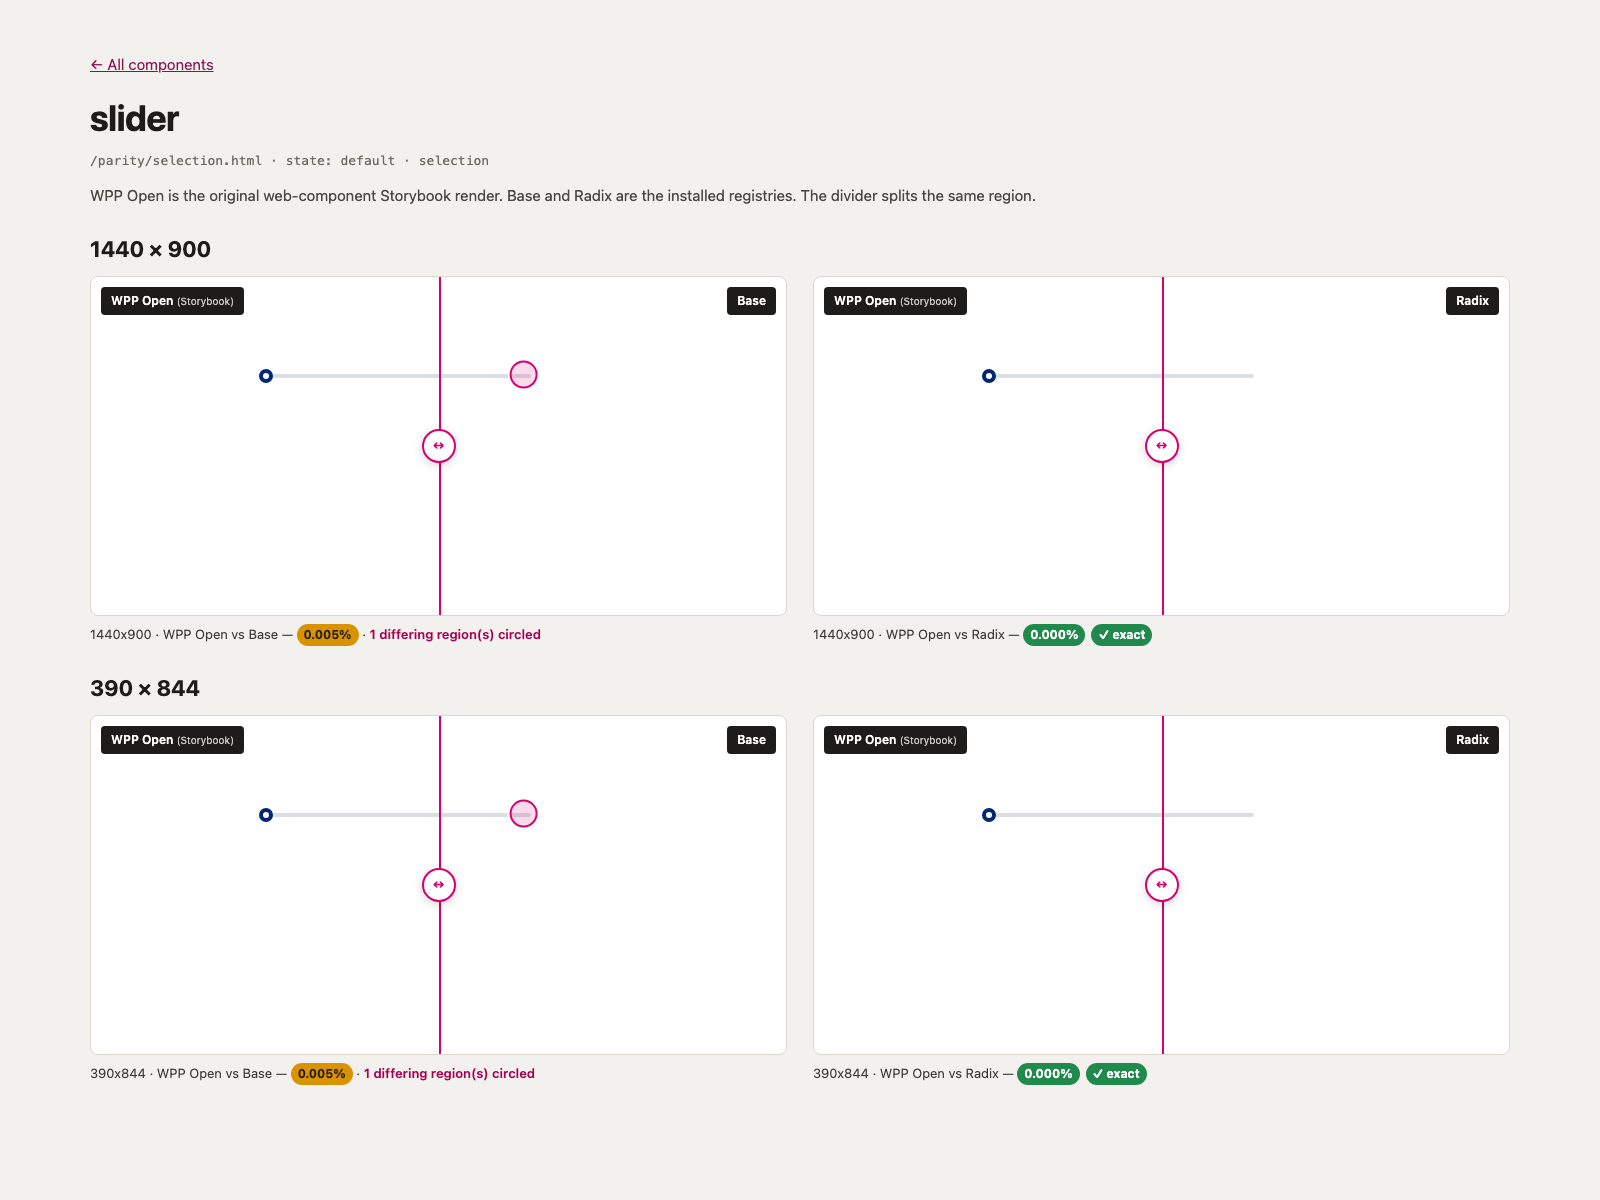 ← All components
slider
/parity/selection.html · state: default · selection
WPP Open is the original web-component Storybook render. Base and Radix are the installed registries. The divider splits the same region.
1440 × 900
WPP Open (Storybook) Base
WPP Open (Storybook) Radix
1440x900 · WPP Open vs Base — 0.005% · 1 differing region(s) circled
1440x900 · WPP Open vs Radix — 0.000% ✓ exact
390 × 844
WPP Open (Storybook) Base
WPP Open (Storybook) Radix
390x844 · WPP Open vs Base — 0.005% · 1 differing region(s) circled
390x844 · WPP Open vs Radix — 0.000% ✓ exact